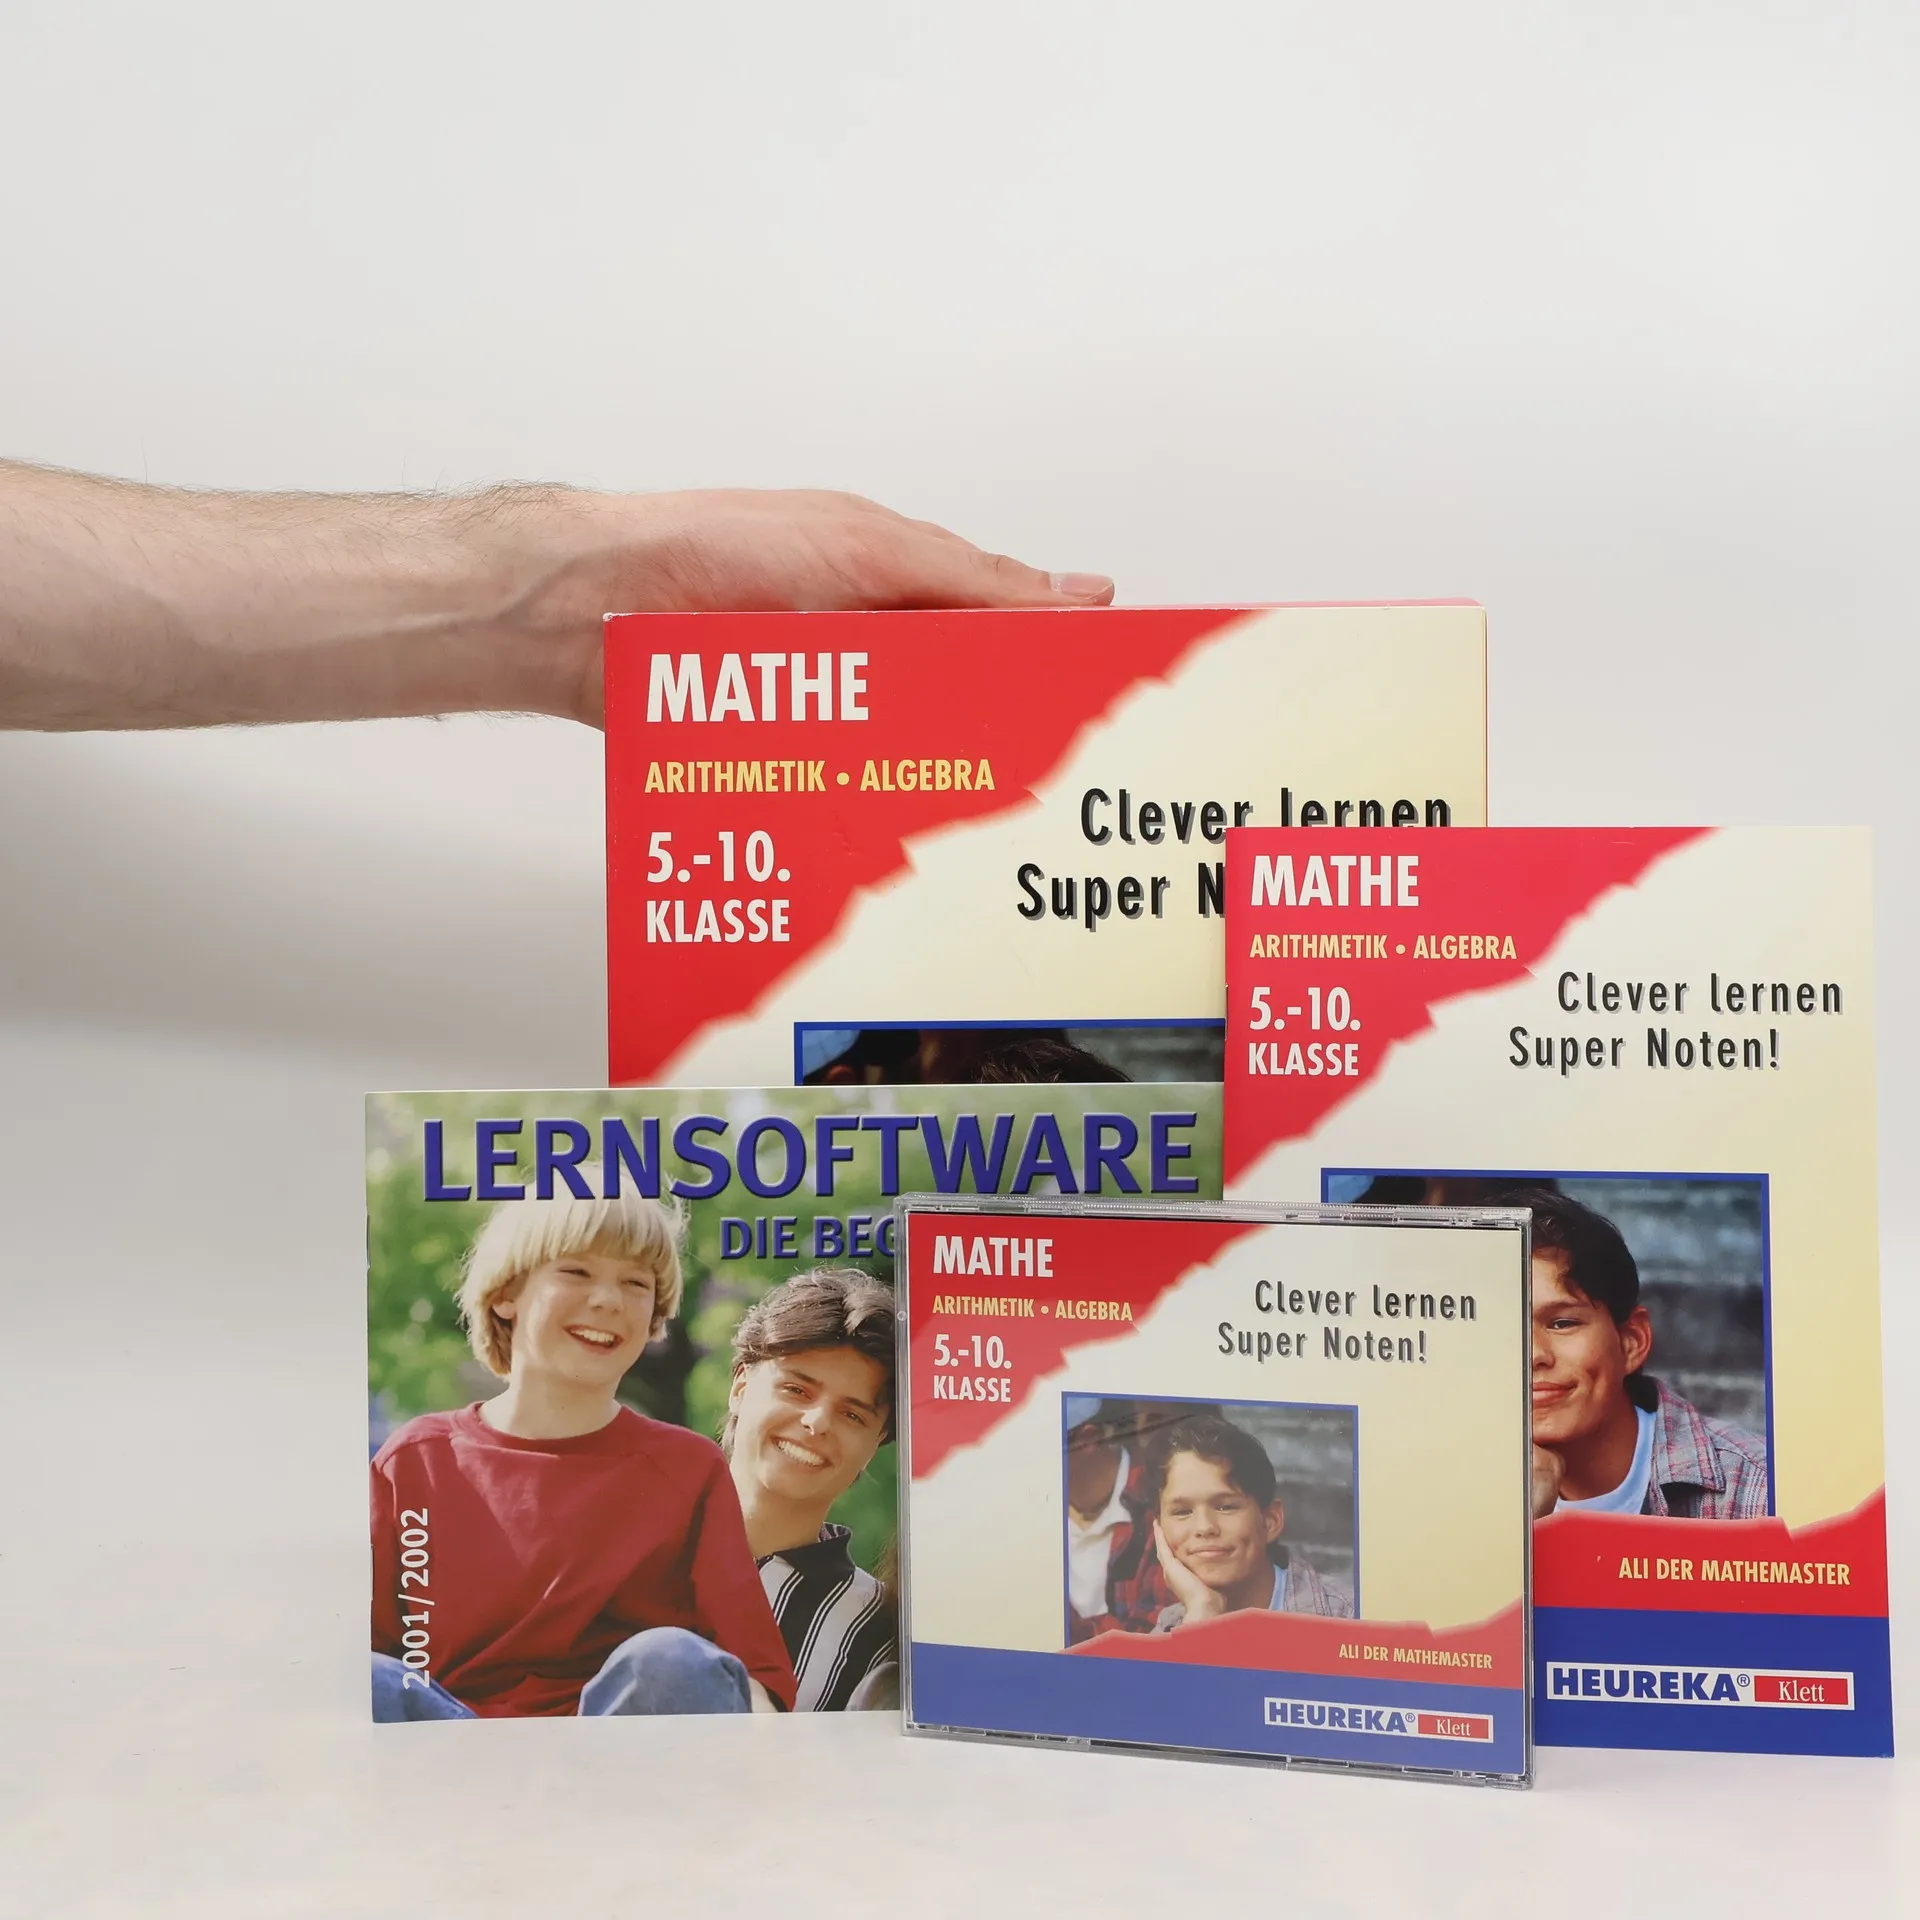 MATHE
ARITHMETIK • ALGEBRA
5.-10.
KLASSE
Clever lernen
Super
MATHE
ARITHMETIK • ALGEBRA
5.-10.
KLASSE
Clever lernen
Super Noten!
ALI DER MATHEMASTER
HEUREKA® Klett
LERNSOFTWARE
DIE
2001/2002
MATHE
ARITHMETIK • ALGEBRA
5.-10.
KLASSE
Clever lernen
Super Noten!
ALI DER MATHEMASTER
HEUREKA® Klett